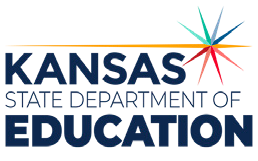 KANSAS
STATE DEPARTMENT OF
EDUCATION